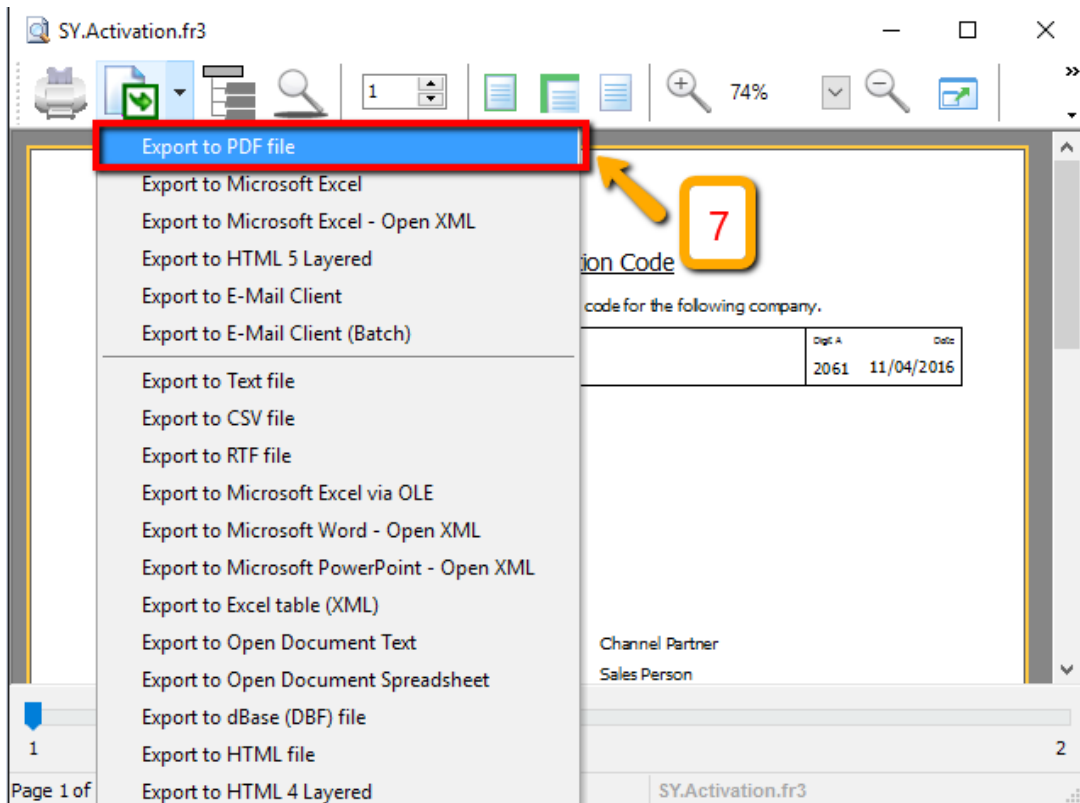 SY.Activation.fr3
1
74%
»
Export to PDF file
Export to Microsoft Excel
Export to Microsoft Excel - Open XML
Export to HTML 5 Layered
Export to E-Mail Client
Export to E-Mail Client (Batch)
Export to Text file
Export to CSV file
Export to RTF file
Export to Microsoft Excel via OLE
Export to Microsoft Word - Open XML
Export to Microsoft PowerPoint - Open XML
Export to Excel table (XML)
Export to Open Document Text
Export to Open Document Spreadsheet
Export to dBase (DBF) file
Export to HTML file
Export to HTML 4 Layered
7
ion Code
code for the following company.
Digit A Date
2061 11/04/2016
Channel Partner
Sales Person
1 2
Page 1 of
SY.Activation.fr3